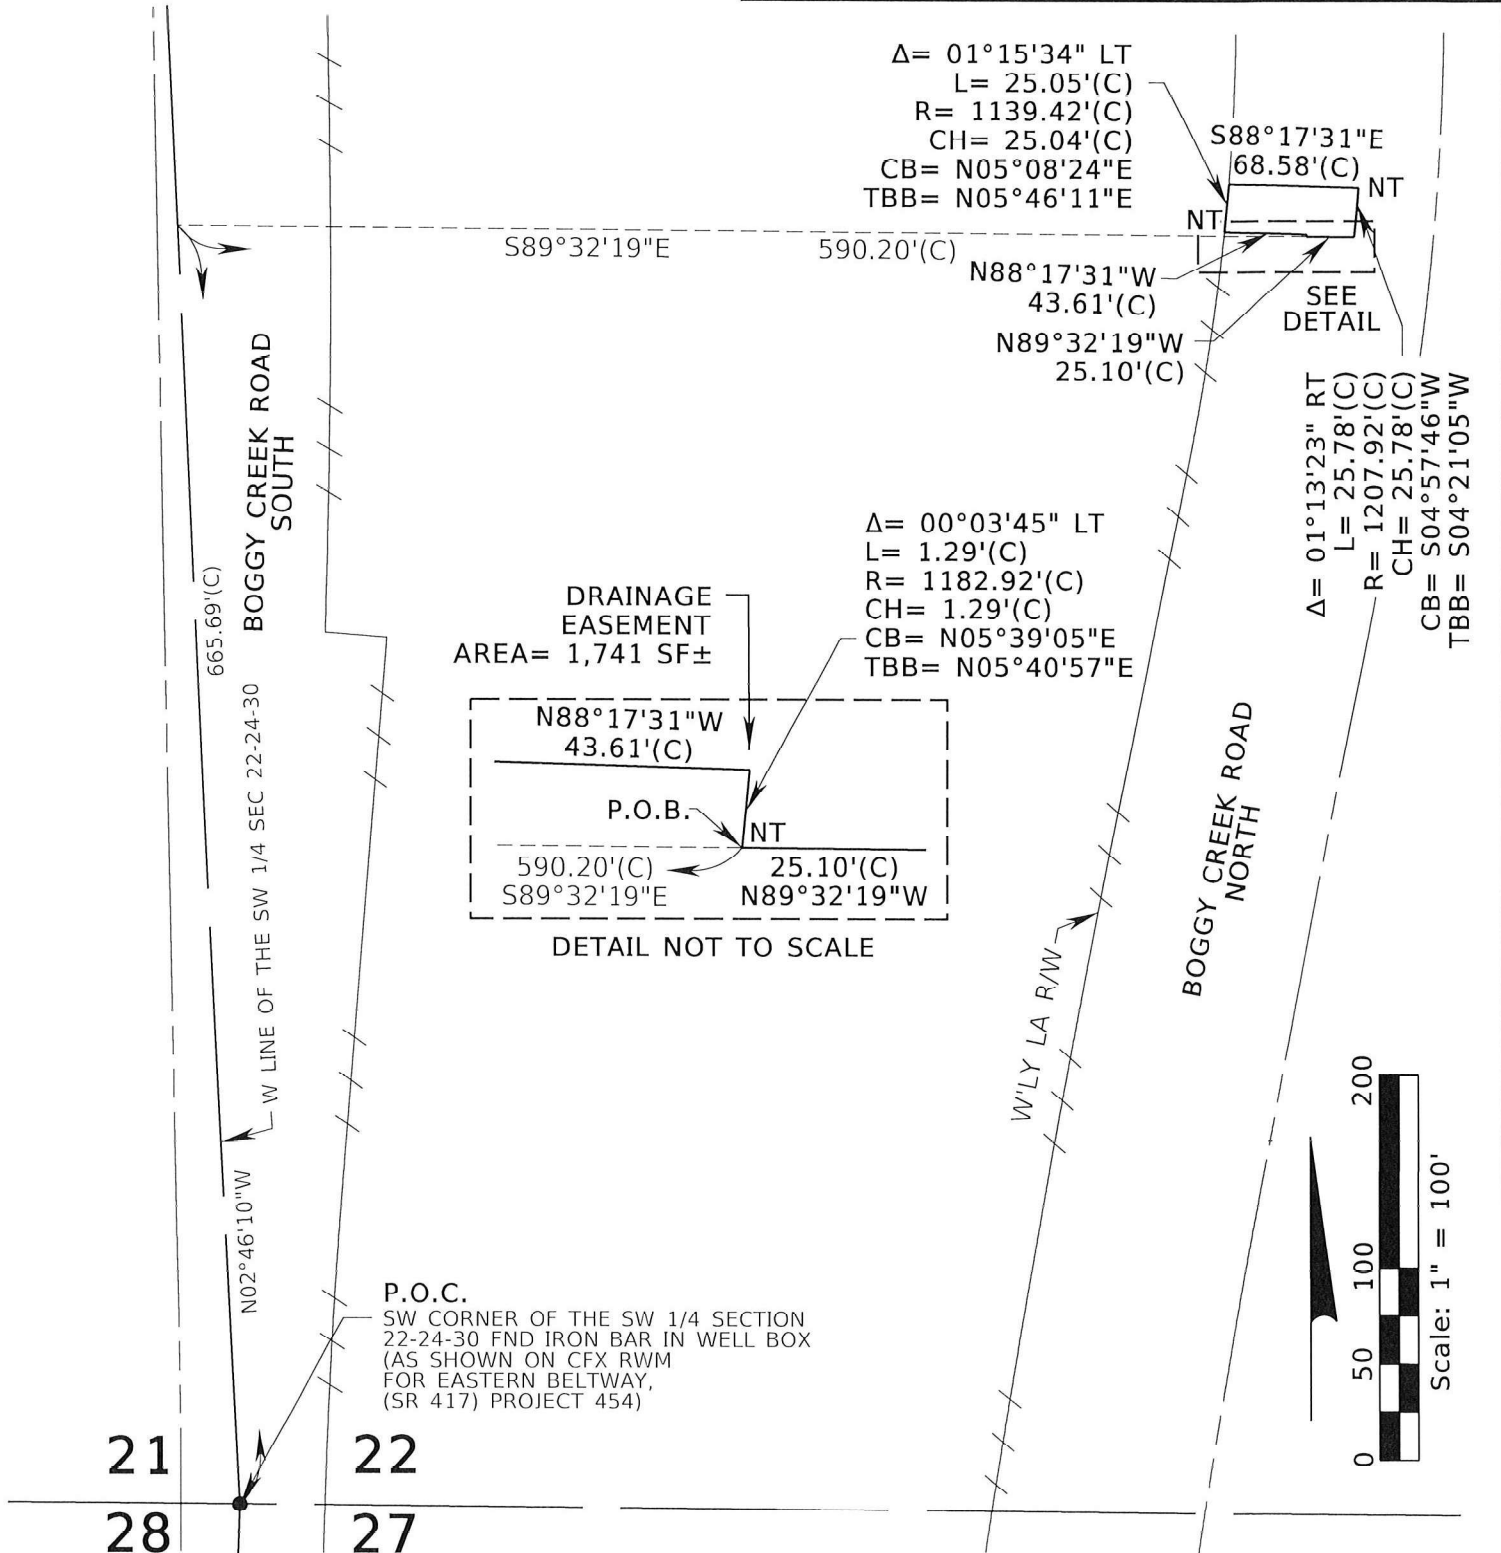 Δ= 01°15'34" LT
L= 25.05'(C)
R= 1139.42'(C)
CH= 25.04'(C)
CB= N05°08'24"E
TBB= N05°46'11"E
S88°17'31"E
68.58'(C)
NT
NT
S89°32'19"E 590.20'(C)
N88°17'31"W
43.61'(C)
SEE
DETAIL
N89°32'19"W
25.10'(C)
Δ= 01°13'23" RT
L= 25.78'(C)
R= 1207.92'(C)
CH= 25.78'(C)
CB= S04°57'46"W
TBB= S04°21'05"W
BOGGY CREEK ROAD
SOUTH
665.69'(C)
W LINE OF THE SW 1/4 SEC 22-24-30
N02°46'10"W
Δ= 00°03'45" LT
L= 1.29'(C)
R= 1182.92'(C)
CH= 1.29'(C)
CB= N05°39'05"E
TBB= N05°40'57"E
DRAINAGE
EASEMENT
AREA= 1,741 SF±
N88°17'31"W
43.61'(C)
P.O.B.
NT
590.20'(C)
S89°32'19"E
25.10'(C)
N89°32'19"W
DETAIL NOT TO SCALE
BOGGY CREEK ROAD
NORTH
W'LY LA R/W
P.O.C.
SW CORNER OF THE SW 1/4 SECTION
22-24-30 FND IRON BAR IN WELL BOX
(AS SHOWN ON CFX RWM
FOR EASTERN BELTWAY,
(SR 417) PROJECT 454)
0 50 100 200
Scale: 1" = 100'
21 22
28 27